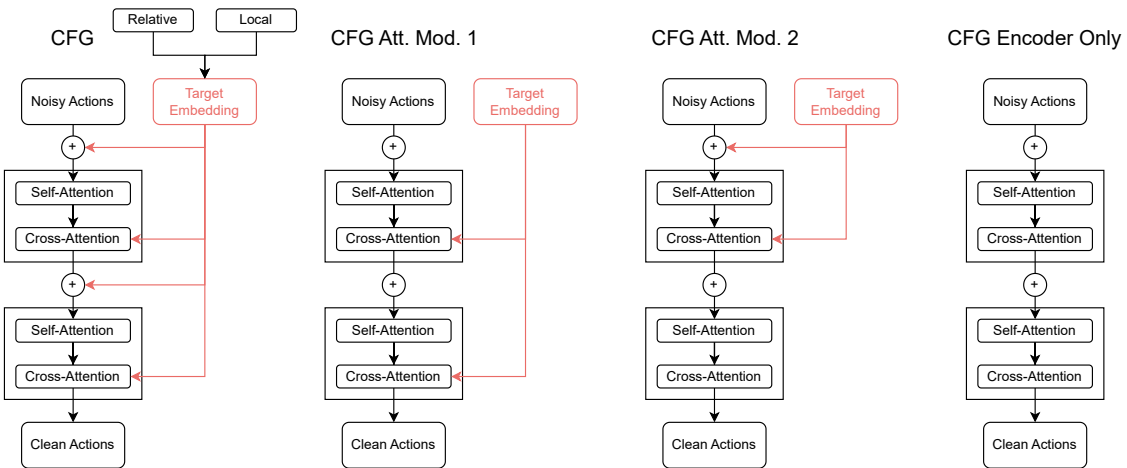 Relative
Local
CFG
CFG Att. Mod. 1
CFG Att. Mod. 2
CFG Encoder Only
Noisy Actions
Target
Embedding
Noisy Actions
Target
Embedding
Noisy Actions
Target
Embedding
Noisy Actions
+
+
+
+
Self-Attention
Self-Attention
Self-Attention
Self-Attention
Cross-Attention
Cross-Attention
Cross-Attention
Cross-Attention
+
+
+
+
Self-Attention
Self-Attention
Self-Attention
Self-Attention
Cross-Attention
Cross-Attention
Cross-Attention
Cross-Attention
Clean Actions
Clean Actions
Clean Actions
Clean Actions